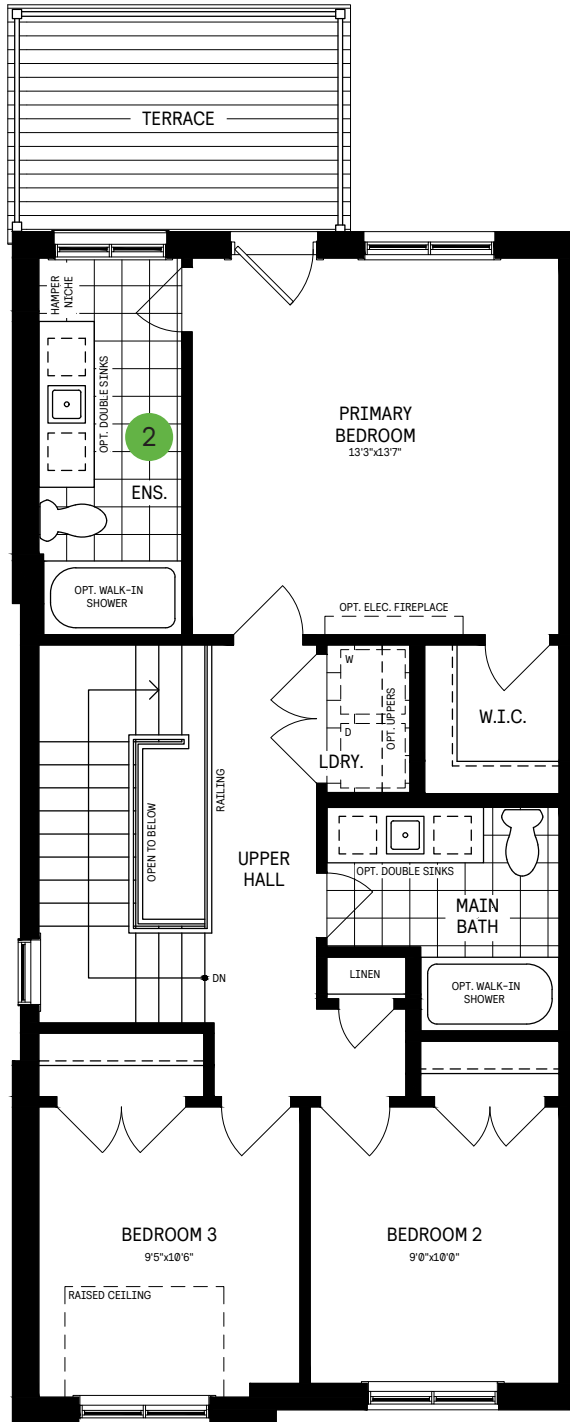 TERRACE
HAMPER
NICHE
OPT. DOUBLE SINKS
2
ENS.
OPT. WALK-IN
SHOWER
PRIMARY
BEDROOM
13'3"x13'7"
OPT. ELEC. FIREPLACE
W
D
OPT. UPPERS
LDRY.
W.I.C.
RAILING
OPEN TO BELOW
UPPER
HALL
DN
OPT. DOUBLE SINKS
MAIN
BATH
LINEN
OPT. WALK-IN
SHOWER
BEDROOM 3
9'5"x10'6"
RAISED CEILING
BEDROOM 2
9'0"x10'0"